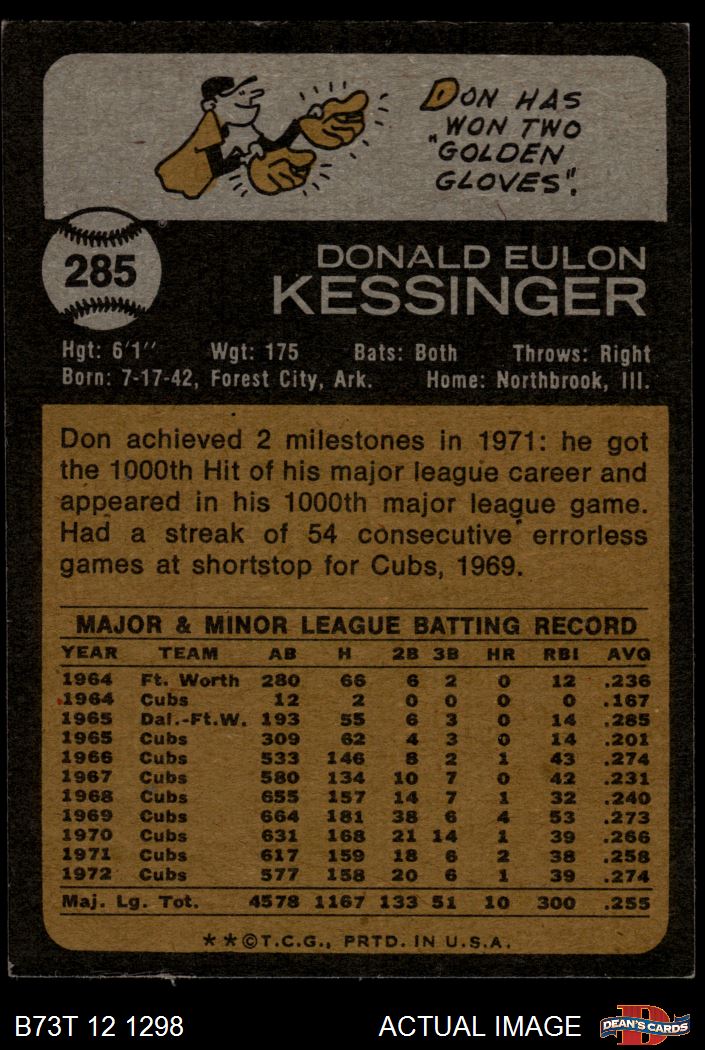 DON HAS
WON TWO
"GOLDEN
GLOVES".
285
DONALD EULON
KESSINGER
Hgt: 6'1'' Wgt: 175 Bats: Both Throws: Right
Born: 7-17-42, Forest City, Ark. Home: Northbrook, Ill.
Don achieved 2 milestones in 1971: he got
the 1000th Hit of his major league career and
appeared in his 1000th major league game.
Had a streak of 54 consecutive errorless
games at shortstop for Cubs, 1969.
MAJOR & MINOR LEAGUE BATTING RECORD
YEAR TEAM AB H 2B 3B HR RBI AVG
1964 Ft. Worth 280 66 6 2 0 12 .236
1964 Cubs 12 2 0 0 0 0 .167
1965 Dal.-Ft.W. 193 55 6 3 0 14 .285
1965 Cubs 309 62 4 3 0 14 .201
1966 Cubs 533 146 8 2 1 43 .274
1967 Cubs 580 134 10 7 0 42 .231
1968 Cubs 655 157 14 7 1 32 .240
1969 Cubs 664 181 38 6 4 53 .273
1970 Cubs 631 168 21 14 1 39 .266
1971 Cubs 617 159 18 6 2 38 .258
1972 Cubs 577 158 20 6 1 39 .274
Maj. Lg. Tot. 4578 1167 133 51 10 300 .255
**©T.C.G., PRTD. IN U.S.A.
B73T 12 1298 ACTUAL IMAGE D DEAN'S CARDS